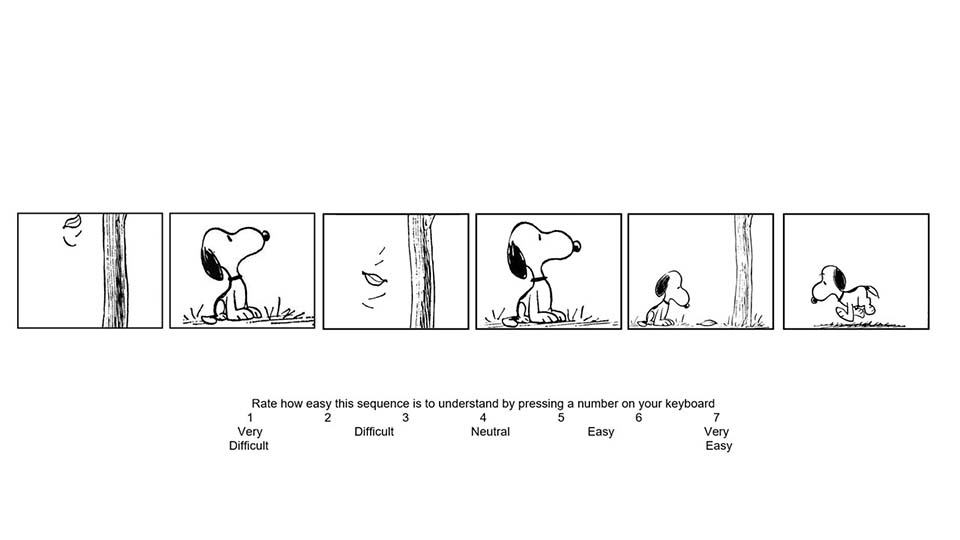 Rate how easy this sequence is to understand by pressing a number on your keyboard
1 2 3 4 5 6 7
Very Difficult Neutral Easy Very
Difficult Easy